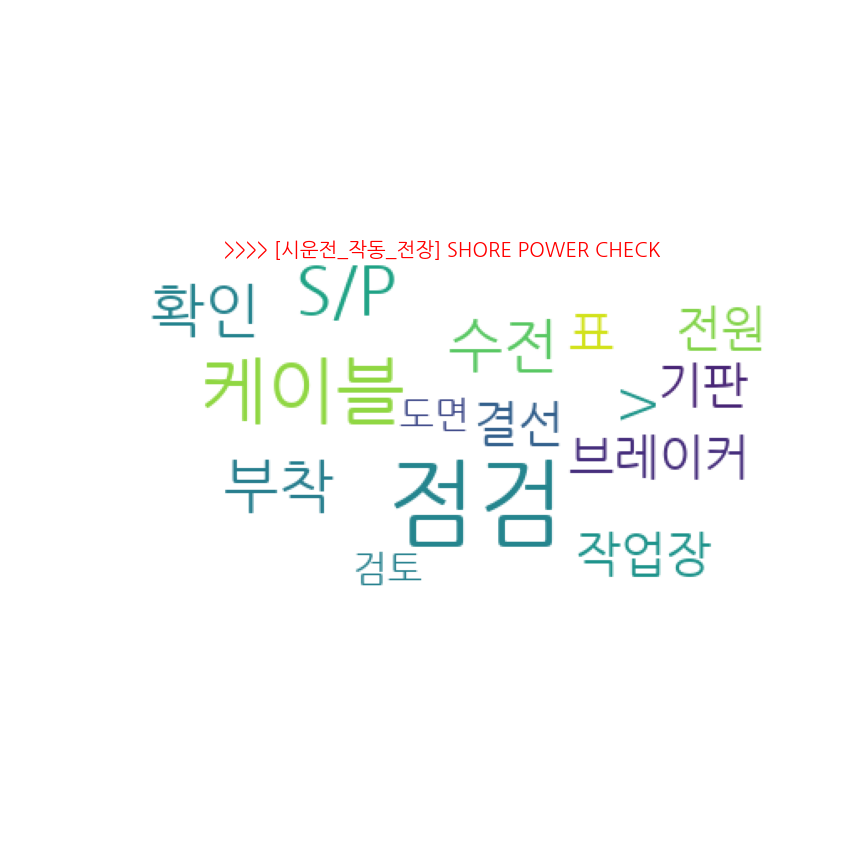 >>>> [시운전_작동_전장] SHORE POWER CHECK
확인
S/P
수전
표
전원
케이블
도면
결선
>
기판
부착
점검
브레이커
검토
작업장